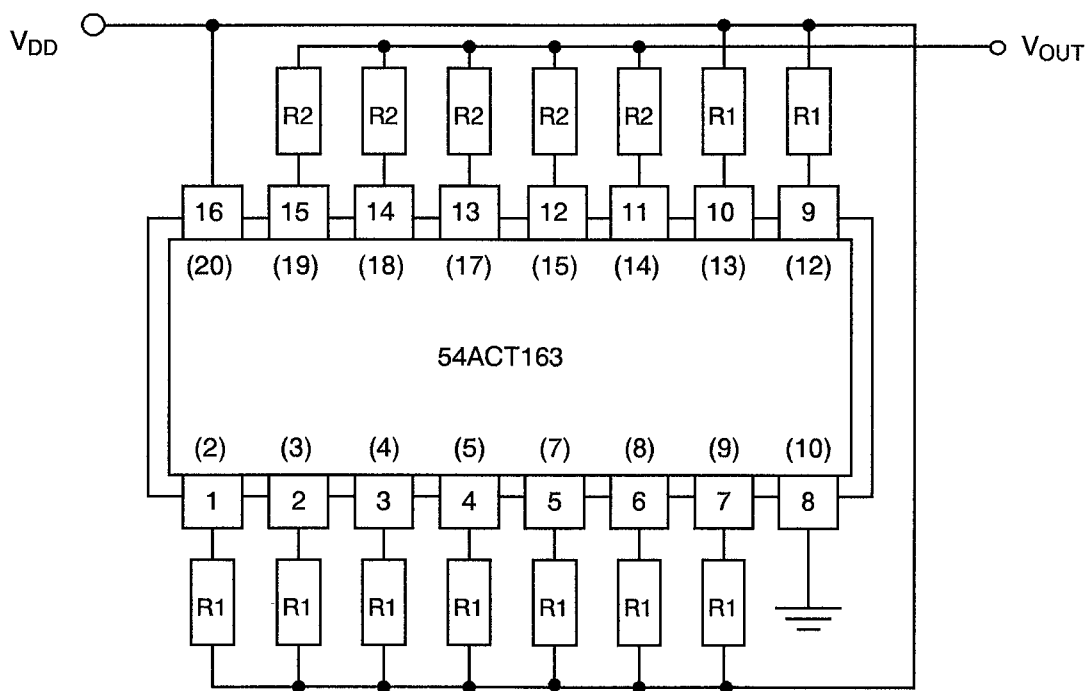 V_DD
V_OUT
R2 R2 R2 R2 R2 R1 R1
16 15 14 13 12 11 10 9
(20) (19) (18) (17) (15) (14) (13) (12)
54ACT163
(2) (3) (4) (5) (7) (8) (9) (10)
1 2 3 4 5 6 7 8
R1 R1 R1 R1 R1 R1 R1